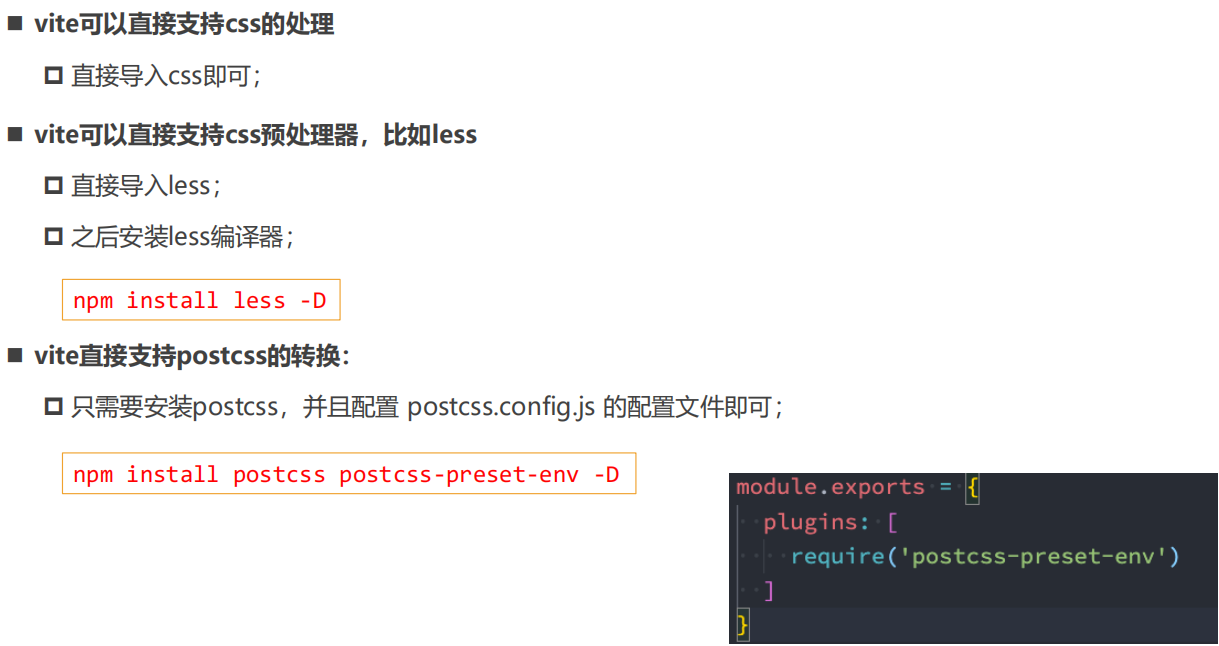 vite可以直接支持css的处理
直接导入css即可；
vite可以直接支持css预处理器，比如less
直接导入less；
之后安装less编译器；
npm install less -D
vite直接支持postcss的转换：
只需要安装postcss，并且配置 postcss.config.js 的配置文件即可；
npm install postcss postcss-preset-env -D
module.exports = {
  plugins: [
    require('postcss-preset-env')
  ]
}